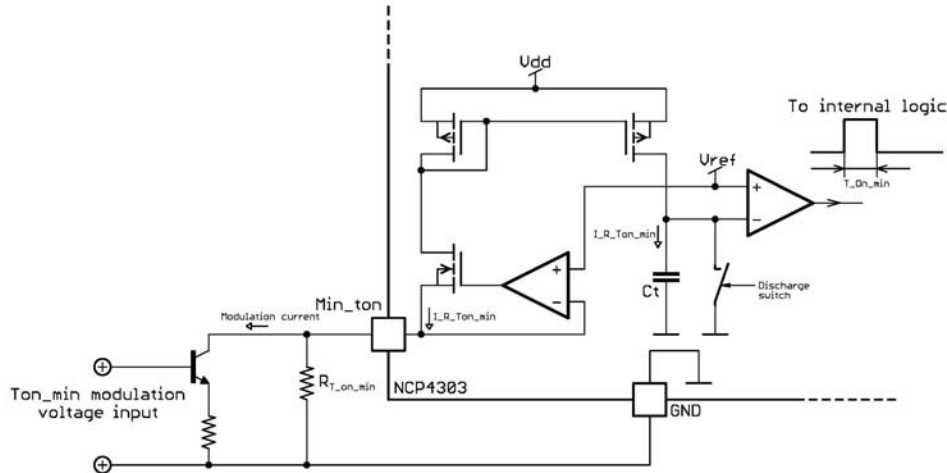 Vdd
To internal logic
Vref
T_On_min
I_R_Ton_min
Ct
Discharge
switch
Min_ton
Modulation current
I_R_Ton_min
RT_on_min
NCP4303
GND
Ton_min modulation
voltage input
+
−
+
−